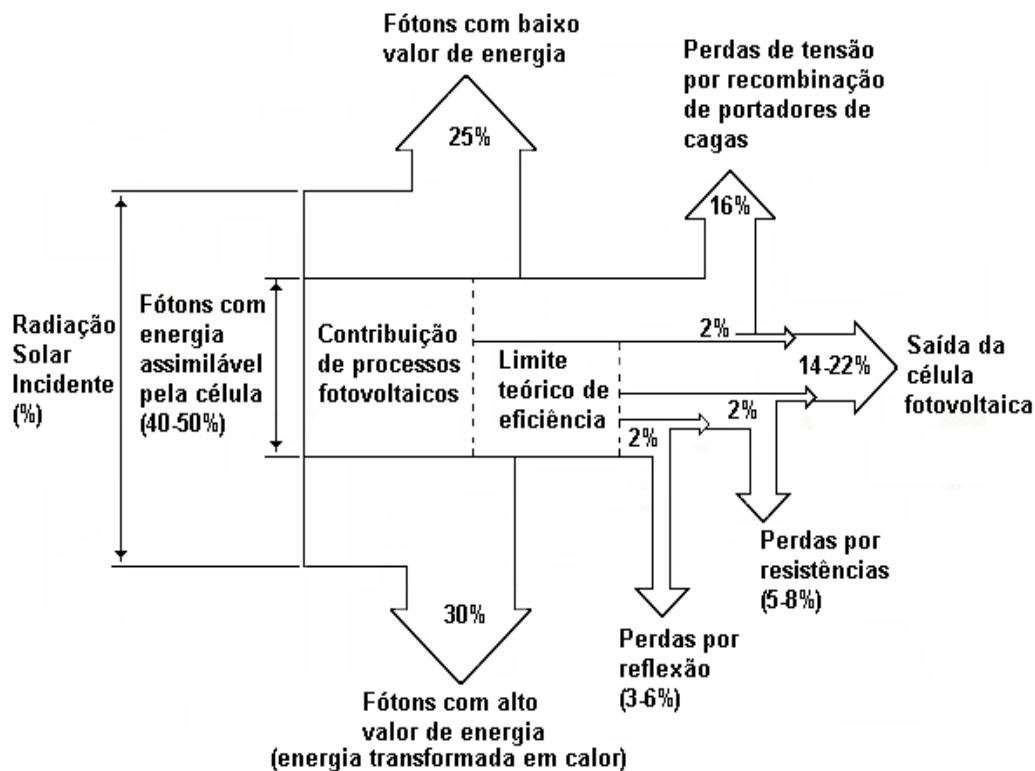 Fótons com baixo
valor de energia
25%
Perdas de tensão
por recombinação
de portadores de
cagas
16%
Radiação
Solar
Incidente
(%)
Fótons com
energia
assimilável
pela célula
(40-50%)
Contribuição
de processos
fotovoltaicos
Limite
teórico de
eficiência
2%
2%
2%
14-22%
Saída da
célula
fotovoltaica
Perdas por
resistências
(5-8%)
Perdas por
reflexão
(3-6%)
30%
Fótons com alto
valor de energia
(energia transformada em calor)